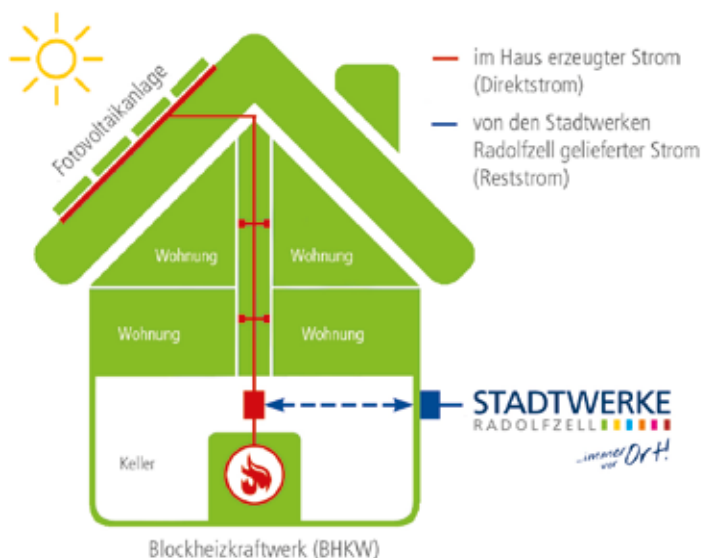 Fotovoltaikanlage
im Haus erzeugter Strom
(Direktstrom)
von den Stadtwerken
Radolfzell gelieferter Strom
(Reststrom)
Wohnung
Wohnung
Wohnung
Wohnung
STADTWERKE
RADOLFZELL
...immer
vor Ort!
Keller
Blockheizkraftwerk (BHKW)